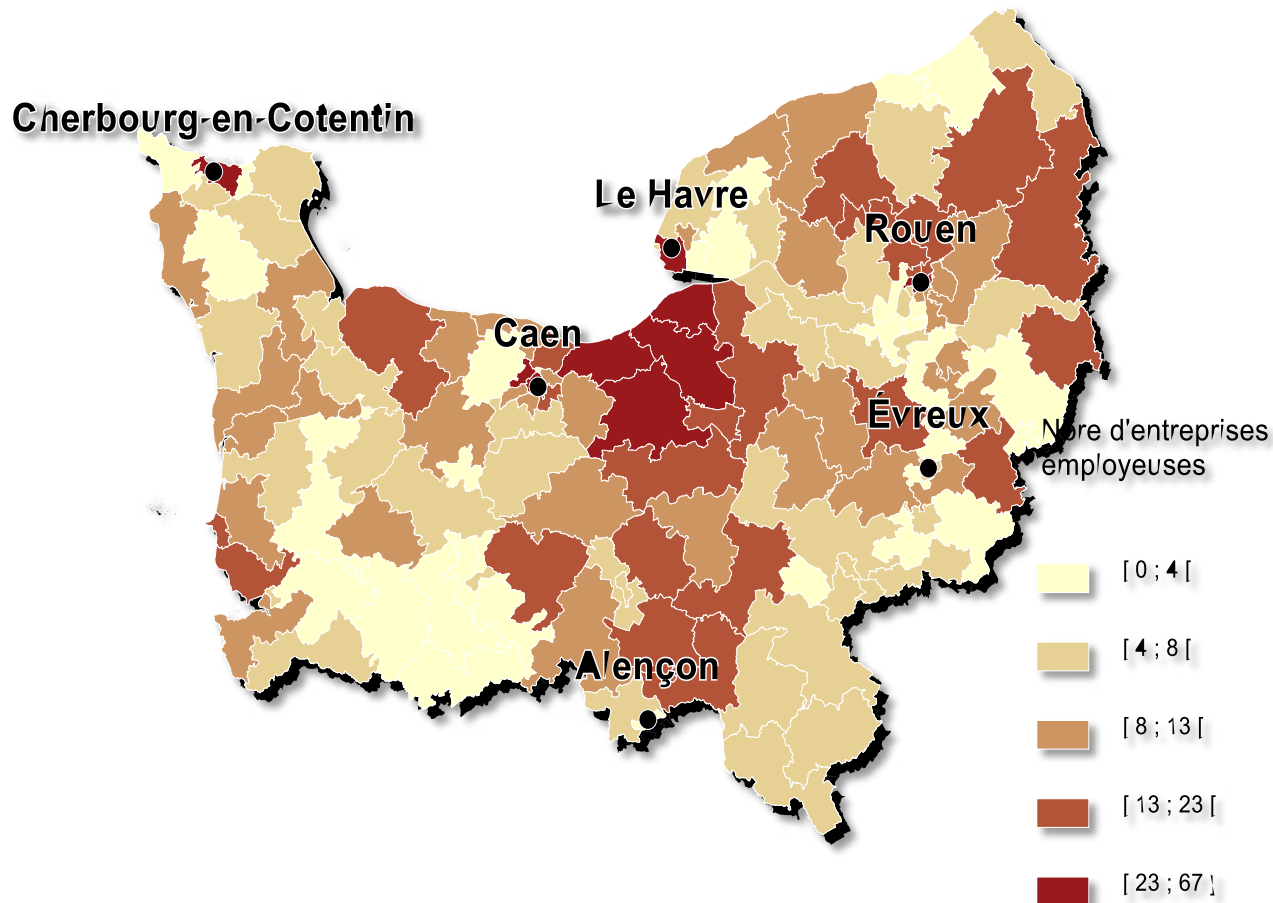 Cherbourg-en-Cotentin
Le Havre
Rouen
Caen
Évreux
Nbre d'entreprises
employeuses
Alençon
[ 0 ; 4 [
[ 4 ; 8 [
[ 8 ; 13 [
[ 13 ; 23 [
[ 23 ; 67 ]